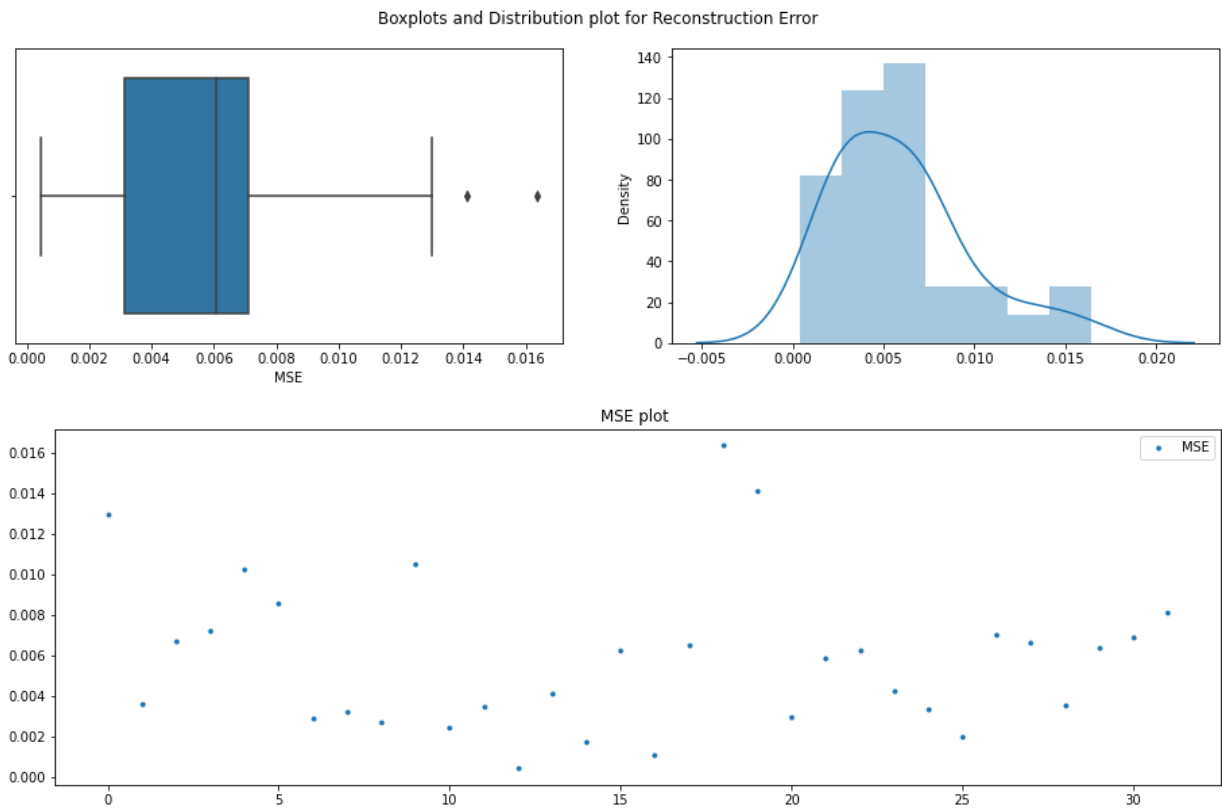 Boxplots and Distribution plot for Reconstruction Error
0.000 0.002 0.004 0.006 0.008 0.010 0.012 0.014 0.016
MSE
140
120
100
80
60
40
20
0
Density
−0.005 0.000 0.005 0.010 0.015 0.020
MSE plot
MSE
0.016
0.014
0.012
0.010
0.008
0.006
0.004
0.002
0.000
0 5 10 15 20 25 30